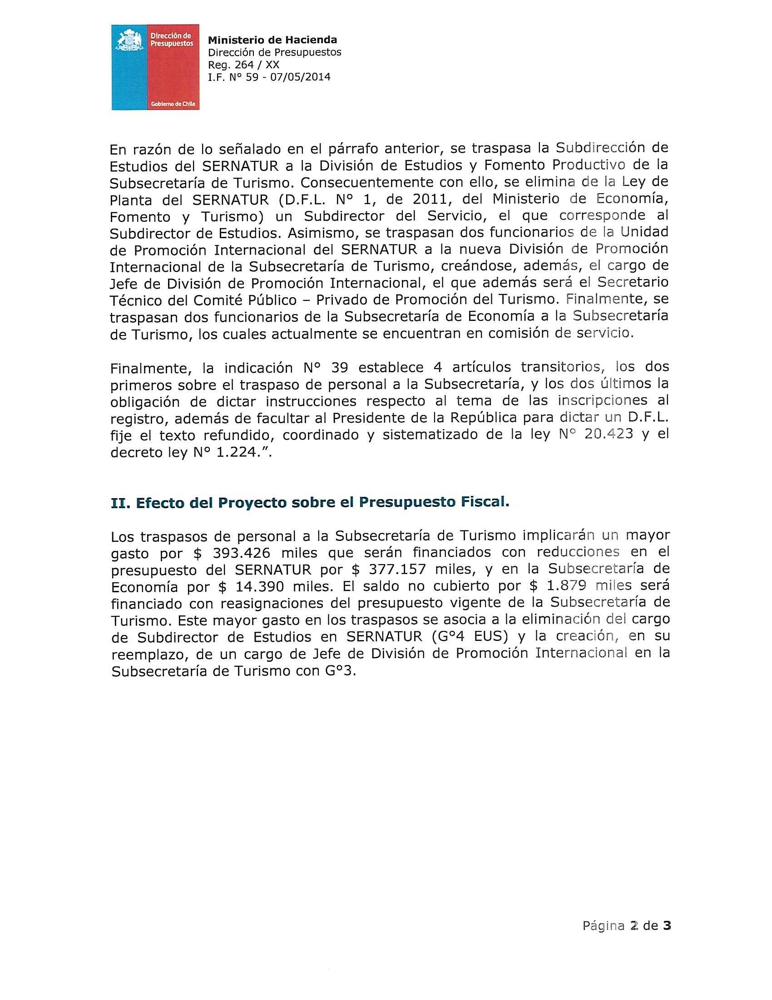 Dirección de
Presupuestos
Gobierno de Chile
Ministerio de Hacienda
Dirección de Presupuestos
Reg. 264 / XX
I.F. N° 59 - 07/05/2014
En razón de lo señalado en el párrafo anterior, se traspasa la Subdirección de
Estudios del SERNATUR a la División de Estudios y Fomento Productivo de la
Subsecretaría de Turismo. Consecuentemente con ello, se elimina de la Ley de
Planta del SERNATUR (D.F.L. N° 1, de 2011, del Ministerio de Economía,
Fomento y Turismo) un Subdirector del Servicio, el que corresponde al
Subdirector de Estudios. Asimismo, se traspasan dos funcionarios de la Unidad
de Promoción Internacional del SERNATUR a la nueva División de Promoción
Internacional de la Subsecretaría de Turismo, creándose, además, el cargo de
Jefe de División de Promoción Internacional, el que además será el Secretario
Técnico del Comité Público – Privado de Promoción del Turismo. Finalmente, se
traspasan dos funcionarios de la Subsecretaría de Economía a la Subsecretaría
de Turismo, los cuales actualmente se encuentran en comisión de servicio.
Finalmente, la indicación N° 39 establece 4 artículos transitorios, los dos
primeros sobre el traspaso de personal a la Subsecretaría, y los dos últimos la
obligación de dictar instrucciones respecto al tema de las inscripciones al
registro, además de facultar al Presidente de la República para dictar un D.F.L.
fije el texto refundido, coordinado y sistematizado de la ley N° 20.423 y el
decreto ley N° 1.224.”.
II. Efecto del Proyecto sobre el Presupuesto Fiscal.
Los traspasos de personal a la Subsecretaría de Turismo implicarán un mayor
gasto por $ 393.426 miles que serán financiados con reducciones en el
presupuesto del SERNATUR por $ 377.157 miles, y en la Subsecretaría de
Economía por $ 14.390 miles. El saldo no cubierto por $ 1.879 miles será
financiado con reasignaciones del presupuesto vigente de la Subsecretaría de
Turismo. Este mayor gasto en los traspasos se asocia a la eliminación del cargo
de Subdirector de Estudios en SERNATUR (G°4 EUS) y la creación, en su
reemplazo, de un cargo de Jefe de División de Promoción Internacional en la
Subsecretaría de Turismo con G°3.
Página 2 de 3